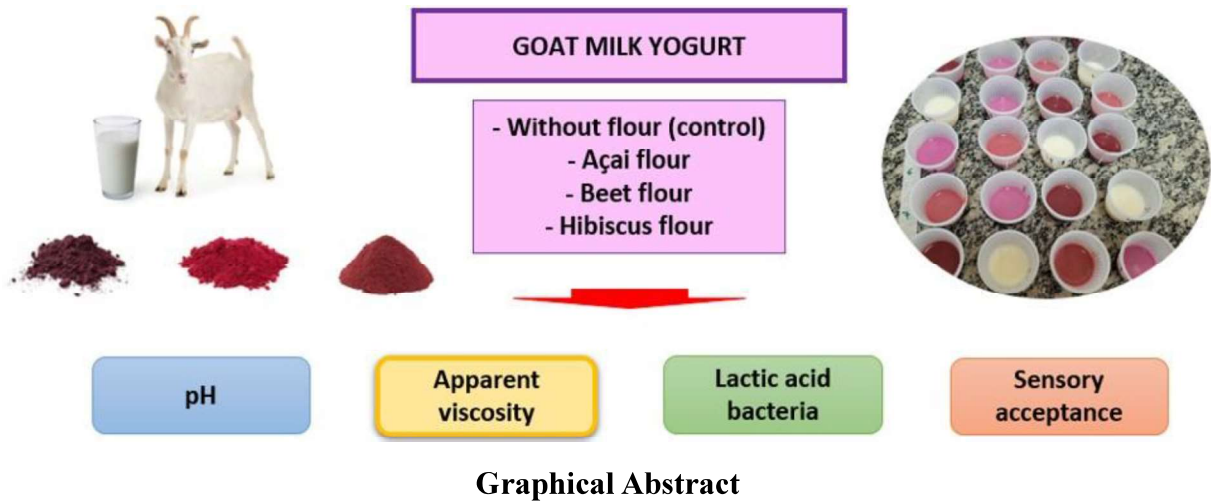 GOAT MILK YOGURT
- Without flour (control)
- Açai flour
- Beet flour
- Hibiscus flour
pH
Apparent
viscosity
Lactic acid
bacteria
Sensory
acceptance
Graphical Abstract